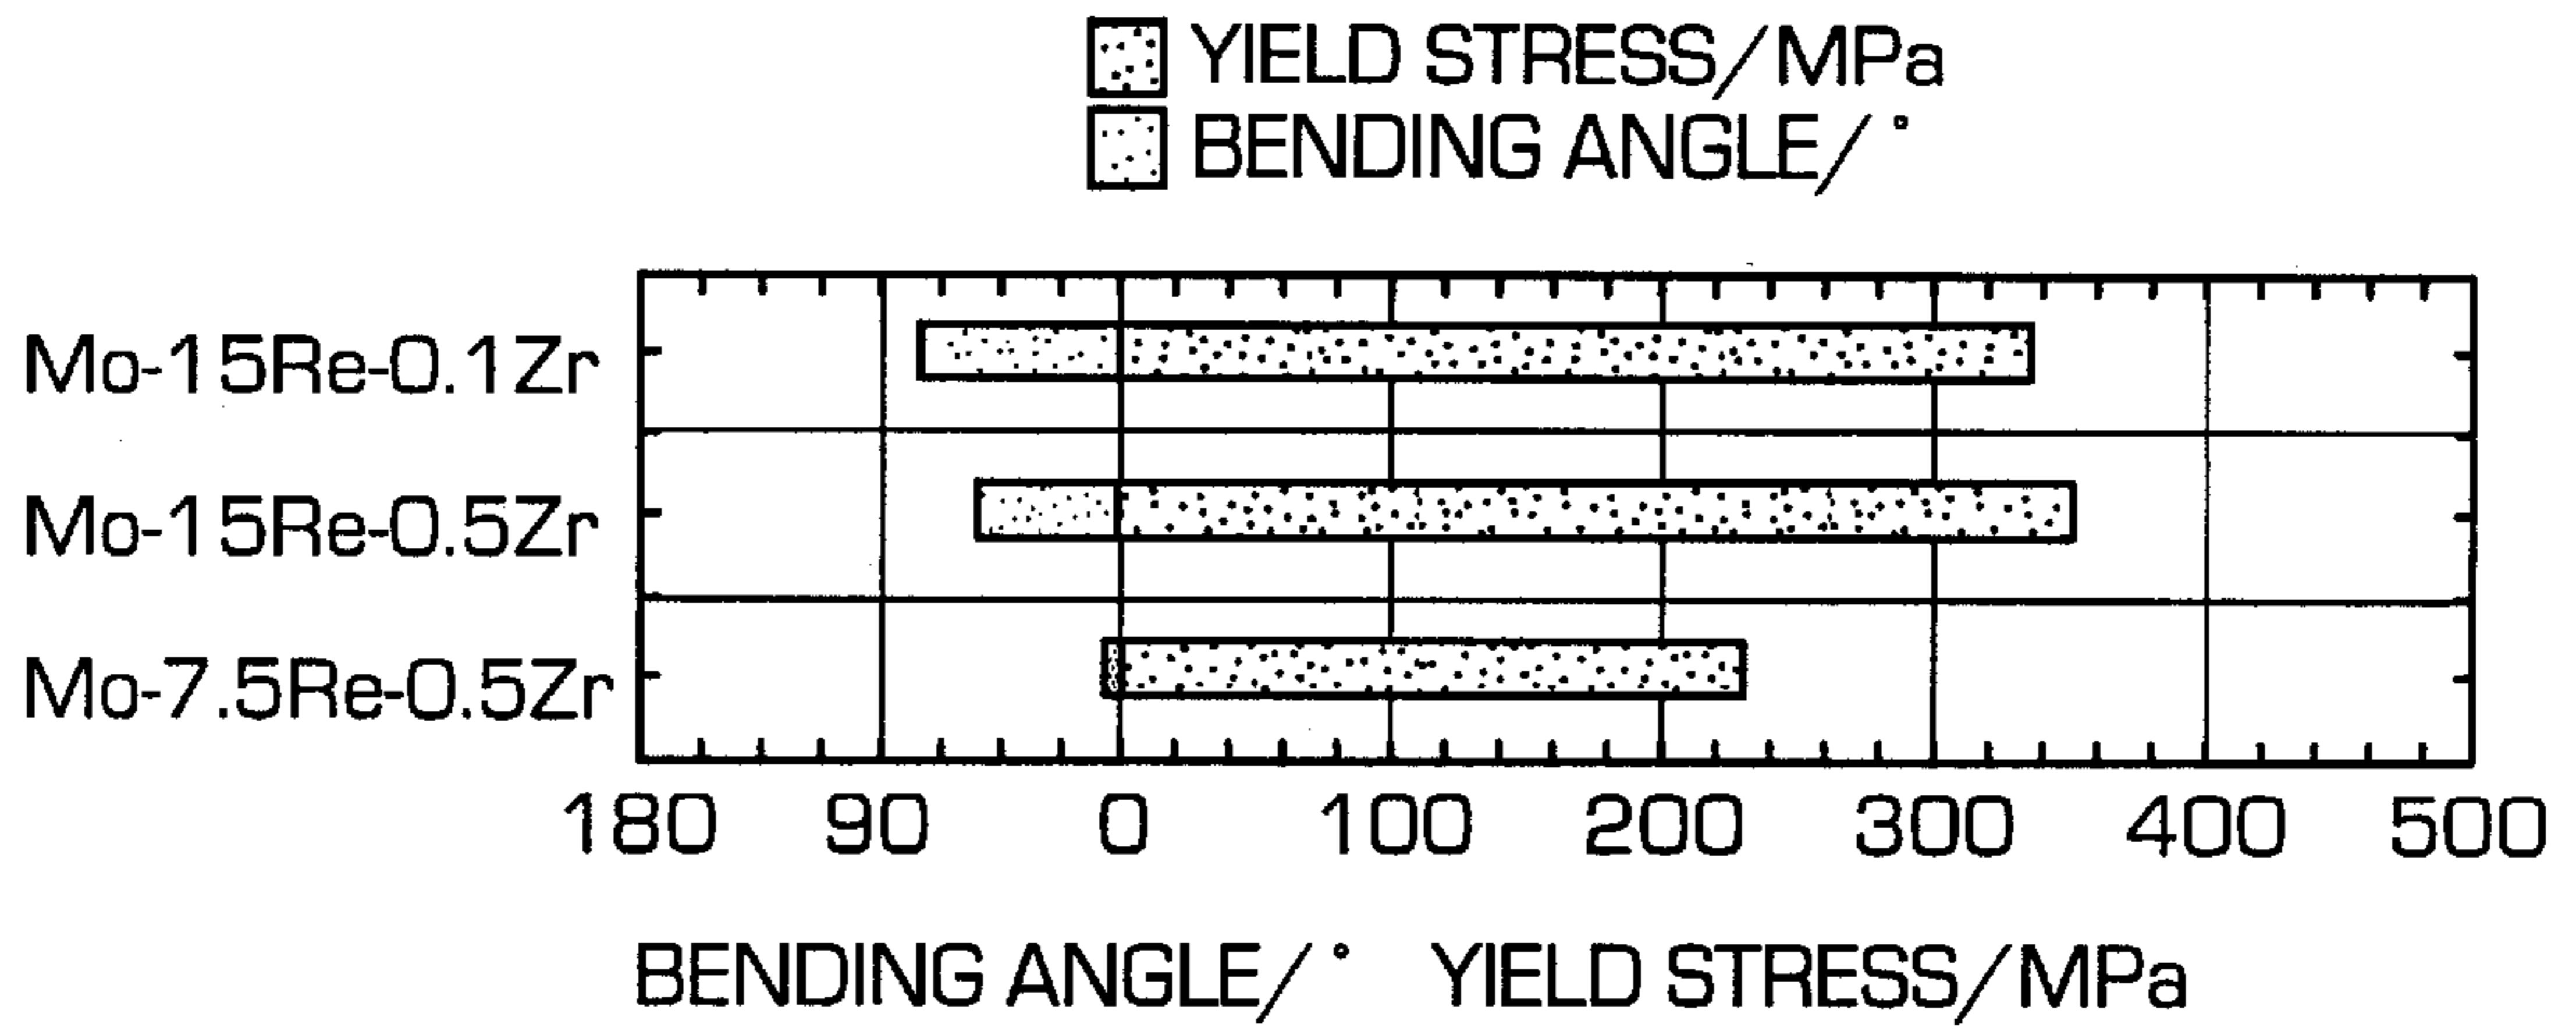 YIELD STRESS/MPa
BENDING ANGLE/°
Mo-15Re-0.1Zr
Mo-15Re-0.5Zr
Mo-7.5Re-0.5Zr
180 90 0 100 200 300 400 500
BENDING ANGLE/° YIELD STRESS/MPa